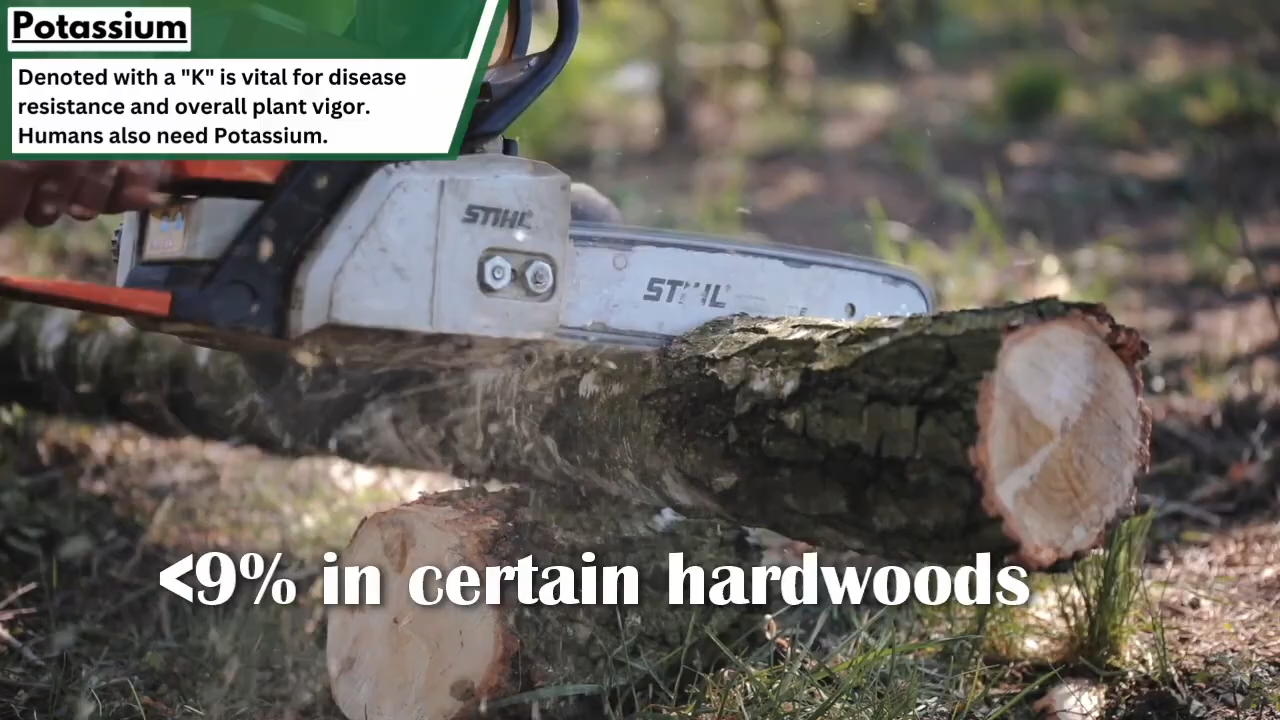 Potassium
Denoted with a "K" is vital for disease
resistance and overall plant vigor.
Humans also need Potassium.
STIHL
STIHL
<9% in certain hardwoods